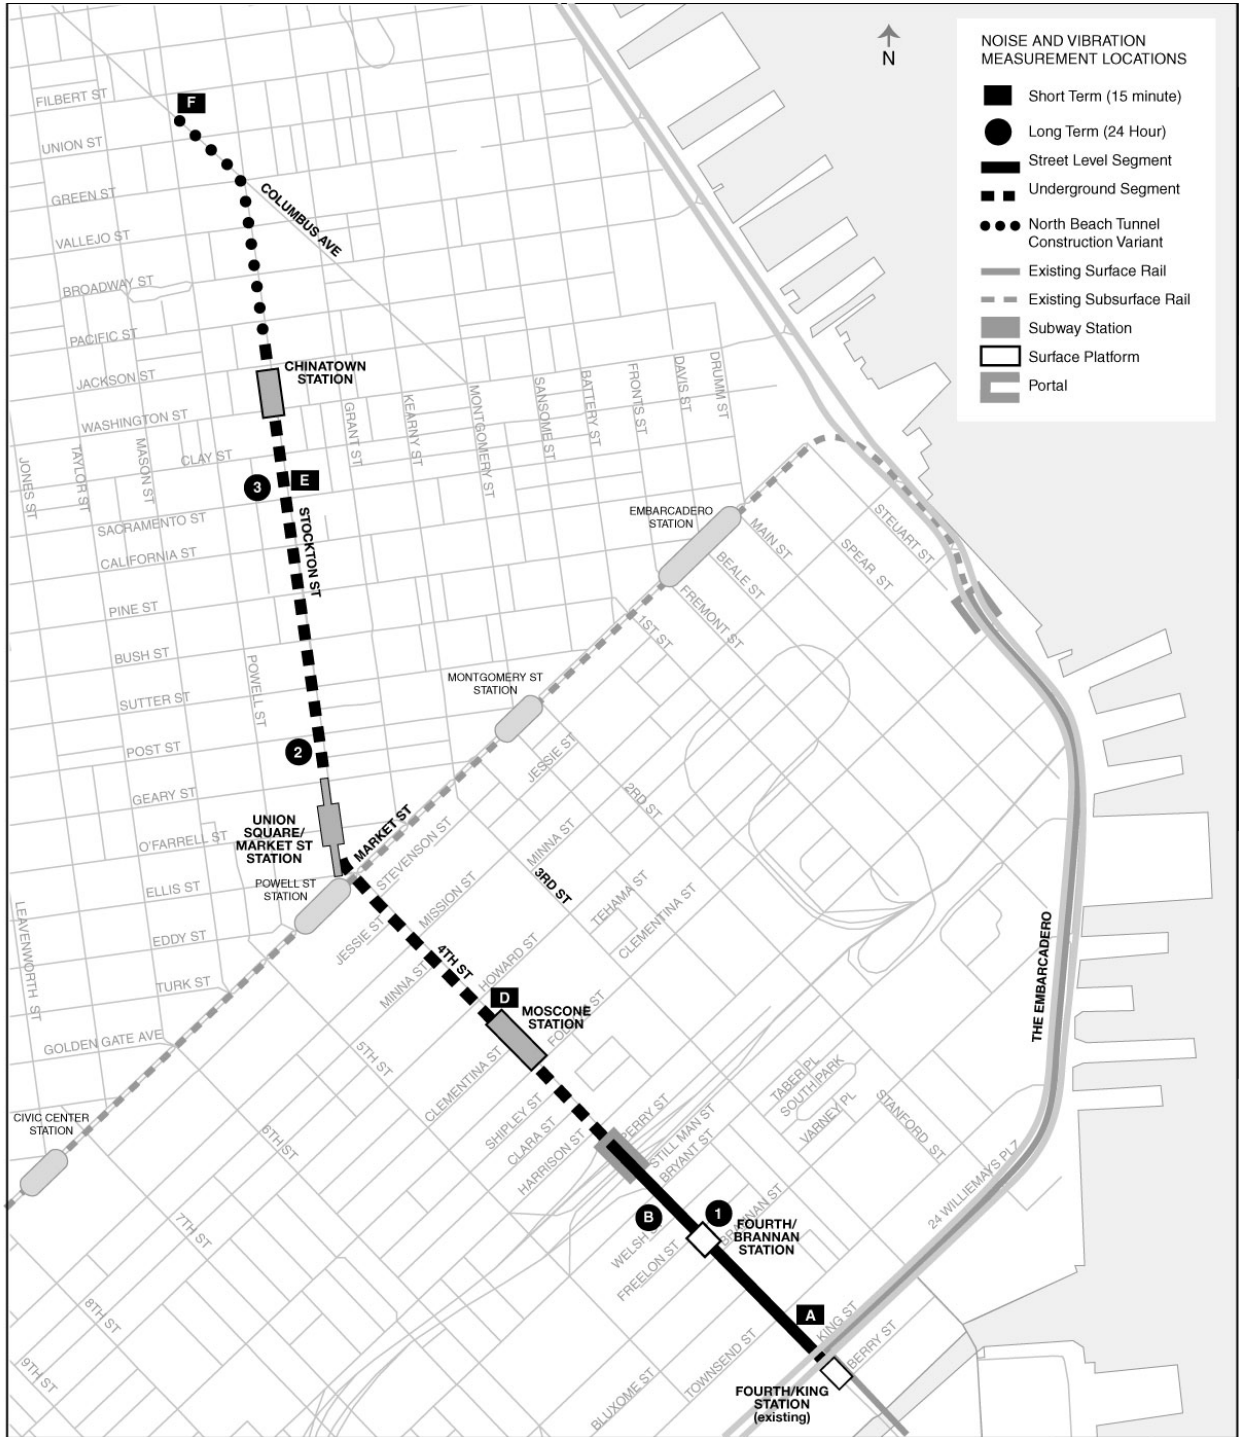 N
NOISE AND VIBRATION
MEASUREMENT LOCATIONS
Short Term (15 minute)
Long Term (24 Hour)
Street Level Segment
Underground Segment
North Beach Tunnel
Construction Variant
Existing Surface Rail
Existing Subsurface Rail
Subway Station
Surface Platform
Portal
F
FILBERT ST
UNION ST
GREEN ST
COLUMBUS AVE
VALLEJO ST
BROADWAY ST
PACIFIC ST
CHINATOWN
STATION
JACKSON ST
WASHINGTON ST
CLAY ST
JONES ST
TAYLOR ST
MASON ST
GRANT ST
KEARNY ST
MONTGOMERY ST
SANSOME ST
BATTERY ST
FRONTS ST
DAVIS ST
DRUMM ST
3
E
STOCKTON ST
SACRAMENTO ST
CALIFORNIA ST
PINE ST
BUSH ST
SUTTER ST
POWELL ST
POST ST
2
GEARY ST
O'FARRELL ST
ELLIS ST
EDDY ST
TURK ST
GOLDEN GATE AVE
LEAVENWORTH ST
EMBARCADERO
STATION
MAIN ST
BEALE ST
FREMONT ST
1ST ST
SPEAR ST
STEUART ST
MONTGOMERY ST
STATION
JESSIE ST
2RD ST
UNION
SQUARE/
MARKET ST
STATION
MARKET ST
STEVENSON ST
POWELL ST
STATION
MINNA ST
3RD ST
MISSION ST
TEHAMA ST
CLEMENTINA ST
JESSIE ST
4TH ST
HOWARD ST
MINNA ST
D
MOSCONE
STATION
THE EMBARCADERO
5TH ST
CLEMENTINA ST
CIVIC CENTER
STATION
6TH ST
SHIPLEY ST
CLARA ST
HARRISON ST
PERRY ST
STILL MAN ST
BRYANT ST
TABER PL
SOUTH PARK
VARNEY PL
STANFORD ST
24 WILLIEMAYS PLZ
7TH ST
B
1
FOURTH/
BRANNAN
STATION
BRANNAN ST
WELSH
FREELON ST
8TH ST
9TH ST
A
KING ST
BERRY ST
TOWNSEND ST
BLUXOME ST
FOURTH/KING
STATION
(existing)